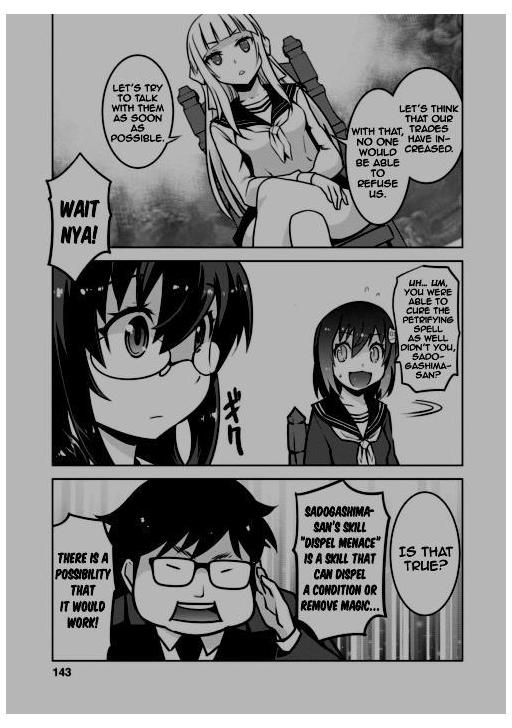 LET'S THINK
THAT OUR
TRADES
HAVE IN-
CREASED.
WITH THAT,
NO ONE
WOULD
BE ABLE
TO
REFUSE
US.
LET'S TRY
TO TALK
WITH THEM
AS SOON
AS
POSSIBLE.
WAIT
NYA!
UH... UM,
YOU WERE
ABLE TO
CURE THE
PETRIFYING
SPELL
AS WELL
DIDN'T YOU,
SADO-
GASHIMA-
SAN?
ギク
IS THAT
TRUE?
SADOGASHIMA-
SAN'S SKILL
"DISPEL MENACE"
IS A SKILL THAT
CAN DISPEL
A CONDITION OR
REMOVE MAGIC...
THERE IS A
POSSIBILITY
THAT
IT WOULD
WORK!
143